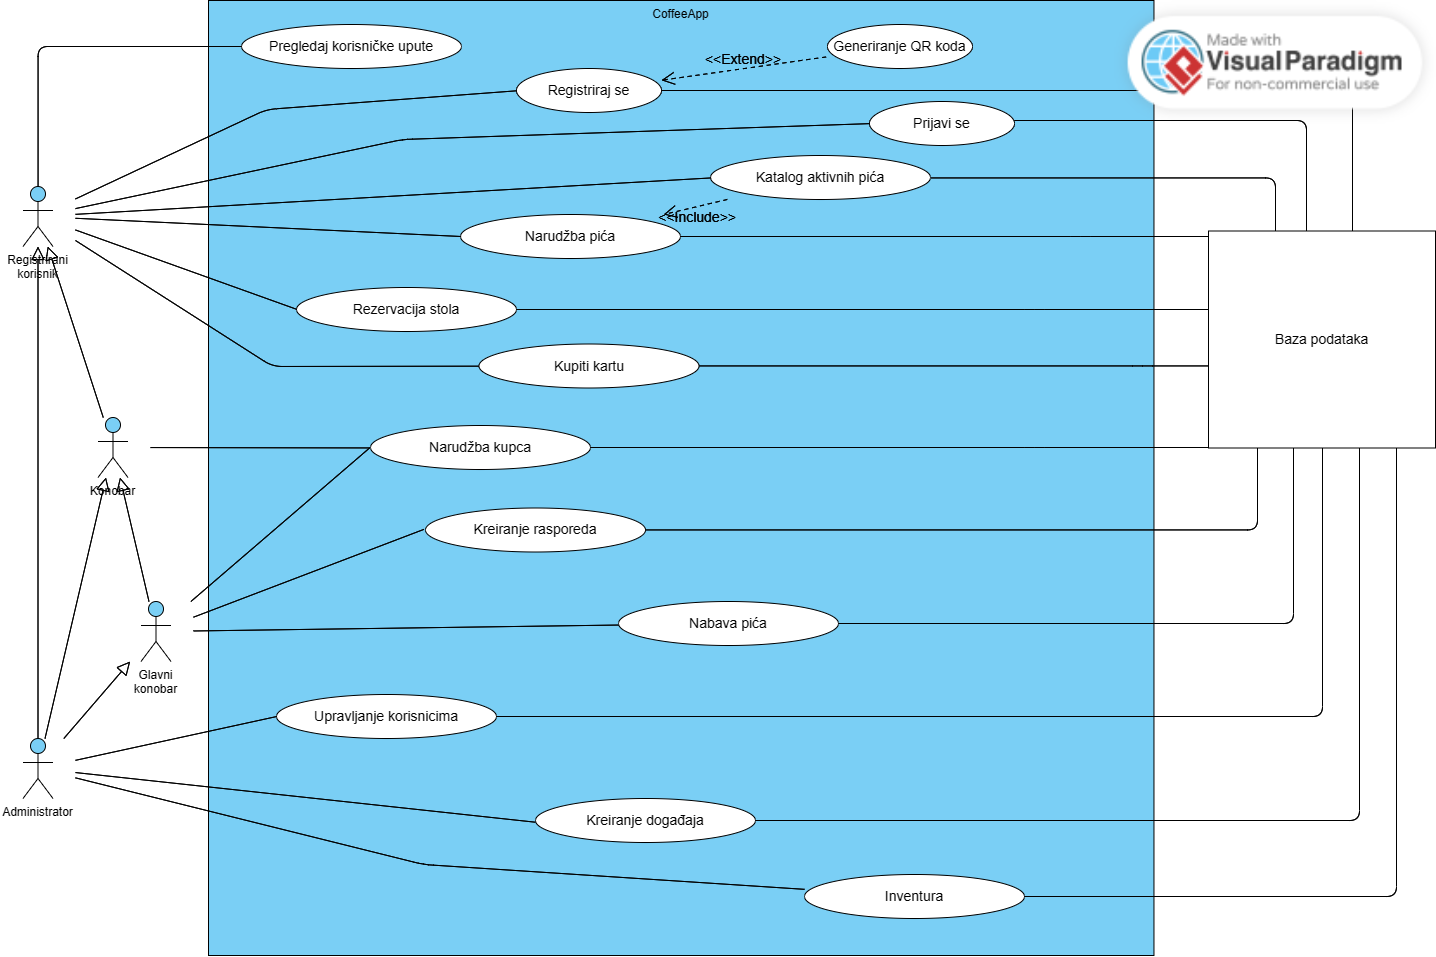 CoffeeApp
Pregledaj korisničke upute
Generiranje QR koda
<<Extend>>
Registriraj se
Prijavi se
Katalog aktivnih pića
<<Include>>
Narudžba pića
Registrirani
korisnik
Rezervacija stola
Baza podataka
Kupiti kartu
Narudžba kupca
Konobar
Kreiranje rasporeda
Nabava pića
Glavni
konobar
Upravljanje korisnicima
Administrator
Kreiranje događaja
Inventura
Made with
VisualParadigm
For non-commercial use